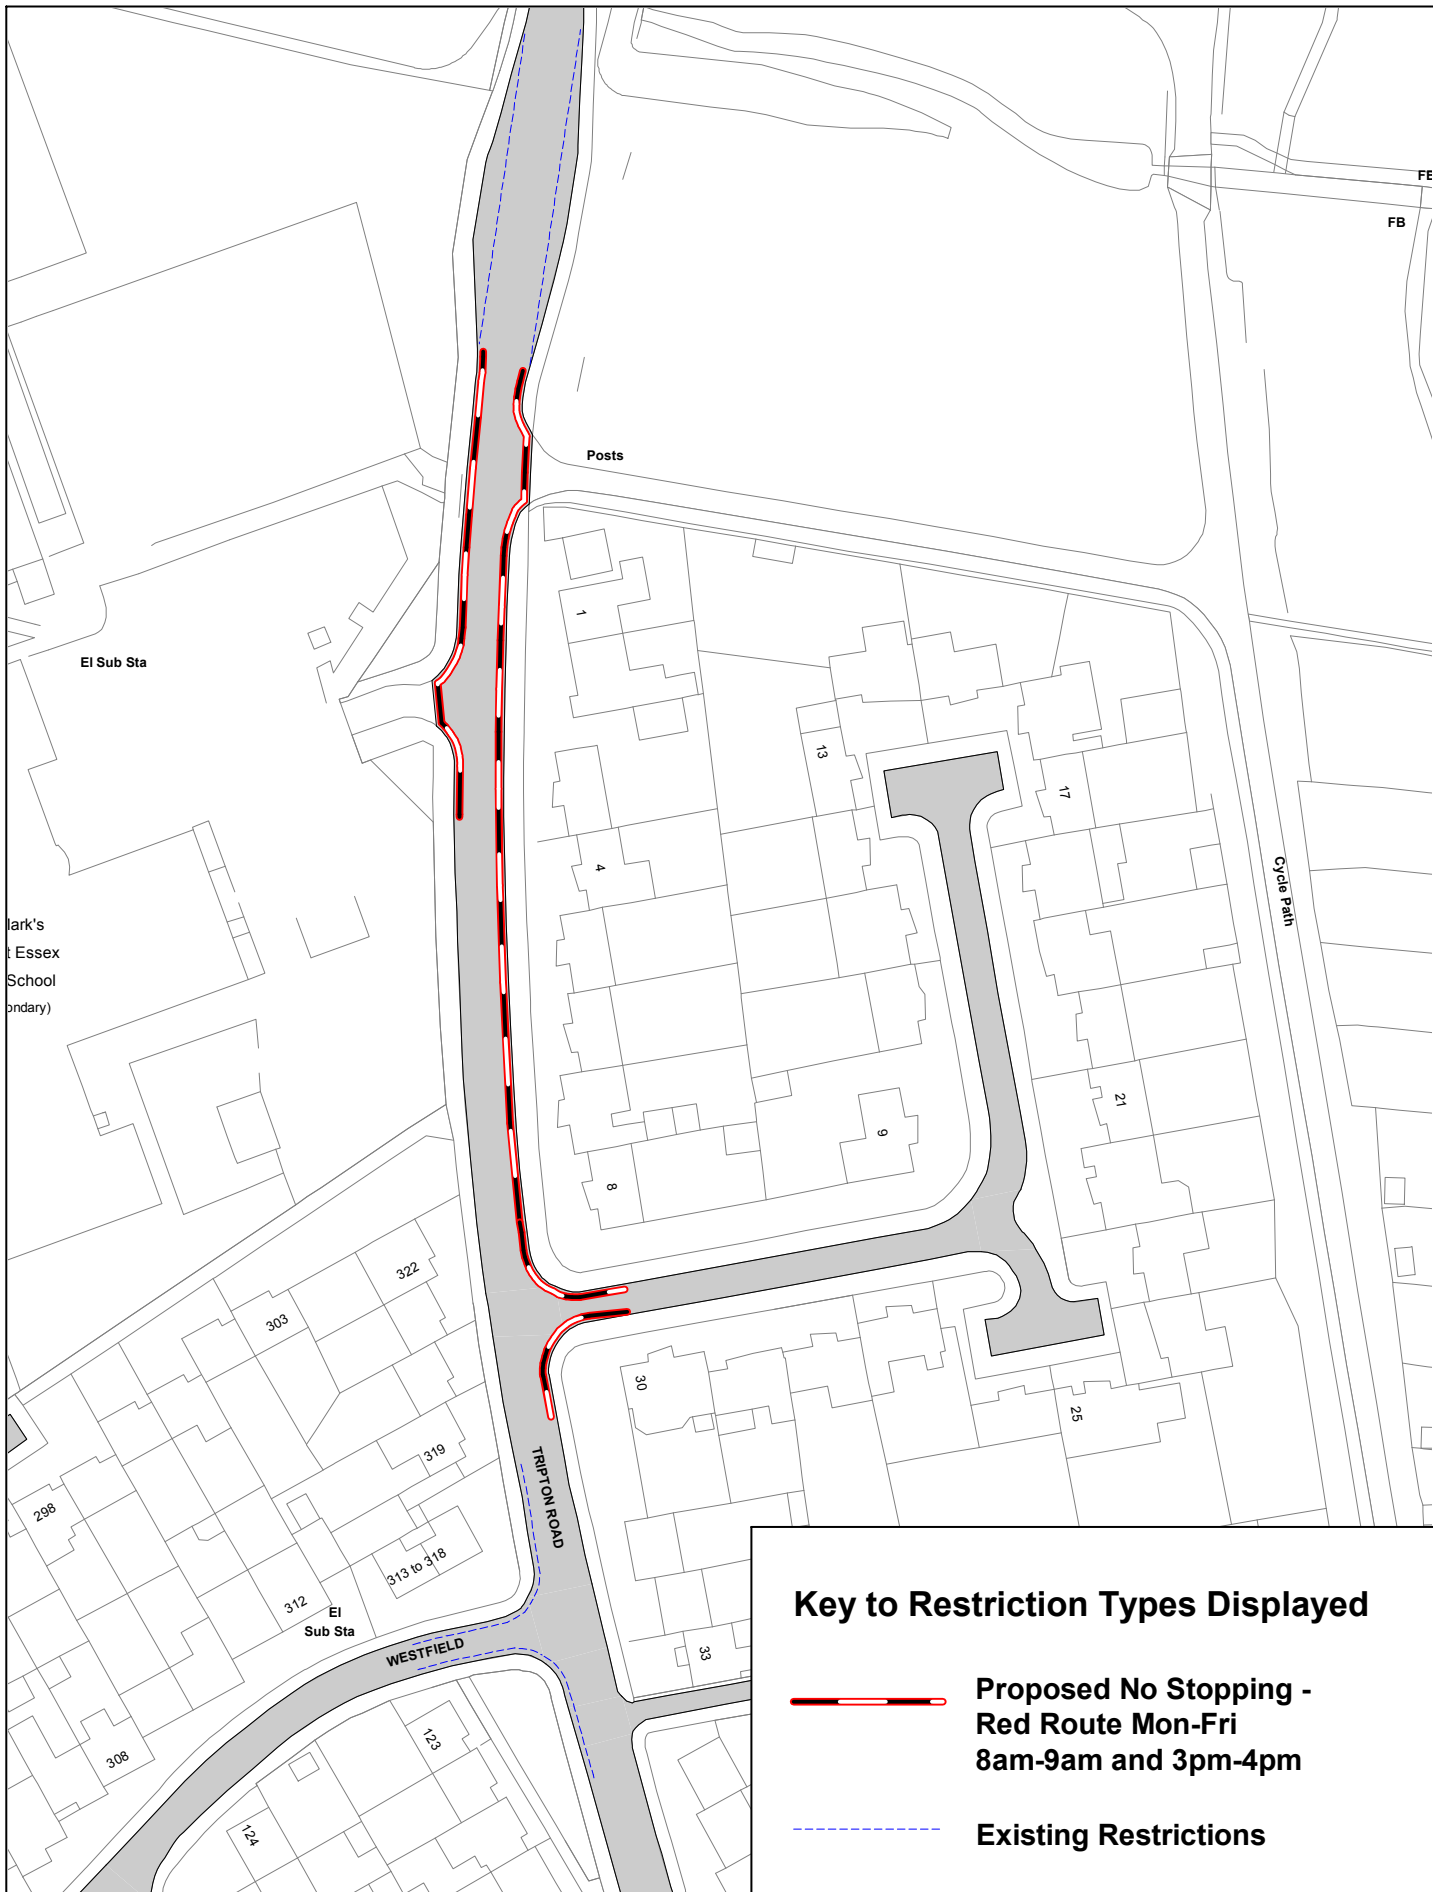 FB
FB
Posts
1
El Sub Sta
13
17
4
Cycle Path
lark's
t Essex
School
ondary)
21
9
8
322
303
30
25
319
TRIPTON ROAD
298
313 to 318
312
El
Sub Sta
WESTFIELD
33
308
123
124
Key to Restriction Types Displayed
Proposed No Stopping -
Red Route Mon-Fri
8am-9am and 3pm-4pm
Existing Restrictions